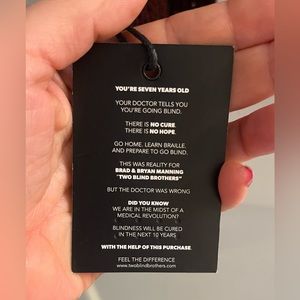 YOU'RE SEVEN YEARS OLD
YOUR DOCTOR TELLS YOU
YOU'RE GOING BLIND.
THERE IS NO CURE.
THERE IS NO HOPE.
GO HOME. LEARN BRAILLE.
AND PREPARE TO GO BLIND.
THIS WAS REALITY FOR
BRAD & BRYAN MANNING
"TWO BLIND BROTHERS"
BUT THE DOCTOR WAS WRONG
DID YOU KNOW
WE ARE IN THE MIDST OF A
MEDICAL REVOLUTION?
BLINDNESS WILL BE CURED
IN THE NEXT 10 YEARS
WITH THE HELP OF THIS PURCHASE.
FEEL THE DIFFERENCE
www.twoblindbrothers.com